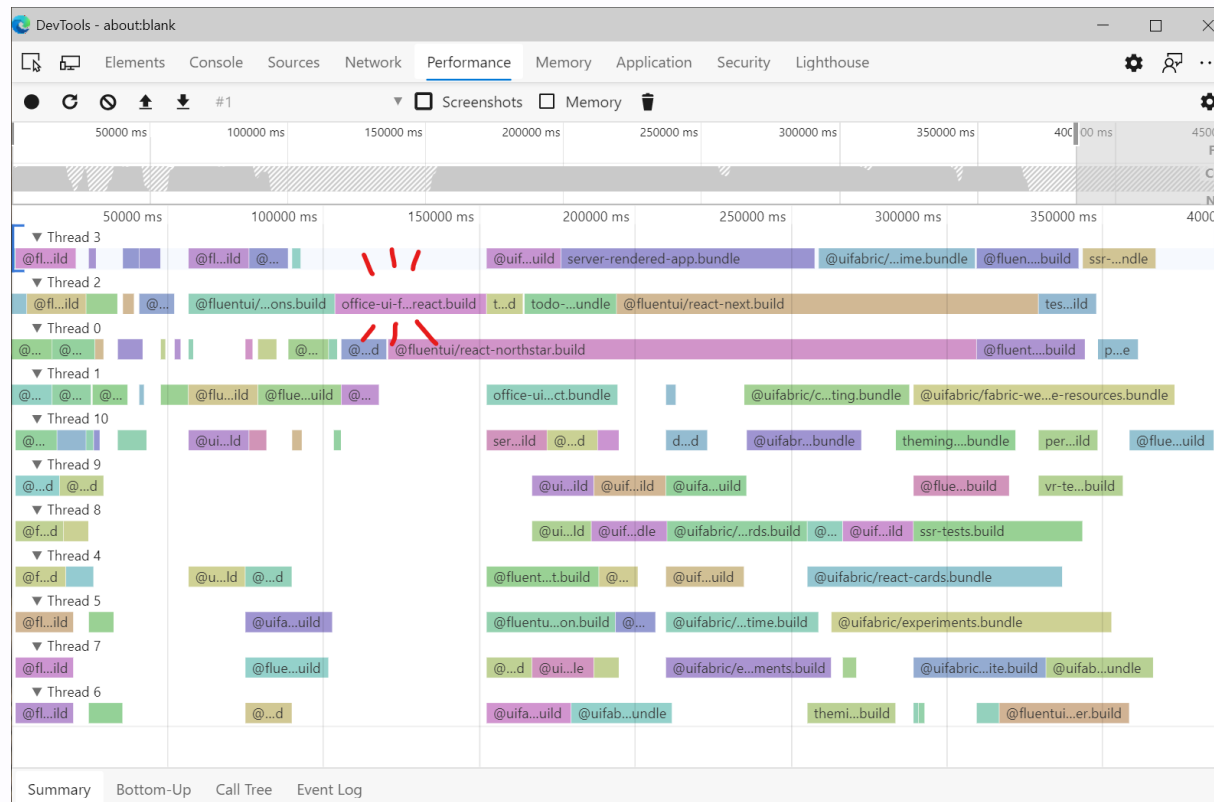 DevTools - about:blank
Elements Console Sources Network Performance Memory Application Security Lighthouse
#1 Screenshots Memory
50000 ms 100000 ms 150000 ms 200000 ms 250000 ms 300000 ms 350000 ms 400 00 ms 4500
F
C
N
50000 ms 100000 ms 150000 ms 200000 ms 250000 ms 300000 ms 350000 ms 4000
▼ Thread 3
@fl...ild @fl...ild @... @uif...uild server-rendered-app.bundle @uifabric/...ime.bundle @fluen....build ssr-...ndle
▼ Thread 2
@fl...ild @... @fluentui/...ons.build office-ui-f...react.build t...d todo-...undle @fluentui/react-next.build tes...ild
▼ Thread 0
@... @... @... @...d @fluentui/react-northstar.build @fluent....build p...e
▼ Thread 1
@... @... @... @flu...ild @flue...uild @... office-ui...ct.bundle @uifabric/c...ting.bundle @uifabric/fabric-we...e-resources.bundle
▼ Thread 10
@... @ui...ld ser...ild @...d d...d @uifabr...bundle theming....bundle per...ild @flue...uild
▼ Thread 9
@...d @...d @ui...ild @uif...ild @uifa...uild @flue...build vr-te...build
▼ Thread 8
@f...d @ui...ld @uif...dle @uifabric/...rds.build @... @uif...ild ssr-tests.build
▼ Thread 4
@f...d @u...ld @...d @fluent...t.build @... @uif...uild @uifabric/react-cards.bundle
▼ Thread 5
@fl...ild @uifa...uild @fluentu...on.build @... @uifabric/...time.build @uifabric/experiments.bundle
▼ Thread 7
@fl...ild @flue...uild @...d @ui...le @uifabric/e...ments.build @uifabric...ite.build @uifab...undle
▼ Thread 6
@fl...ild @...d @uifa...uild @uifab...undle themi...build @fluentui...er.build
Summary Bottom-Up Call Tree Event Log